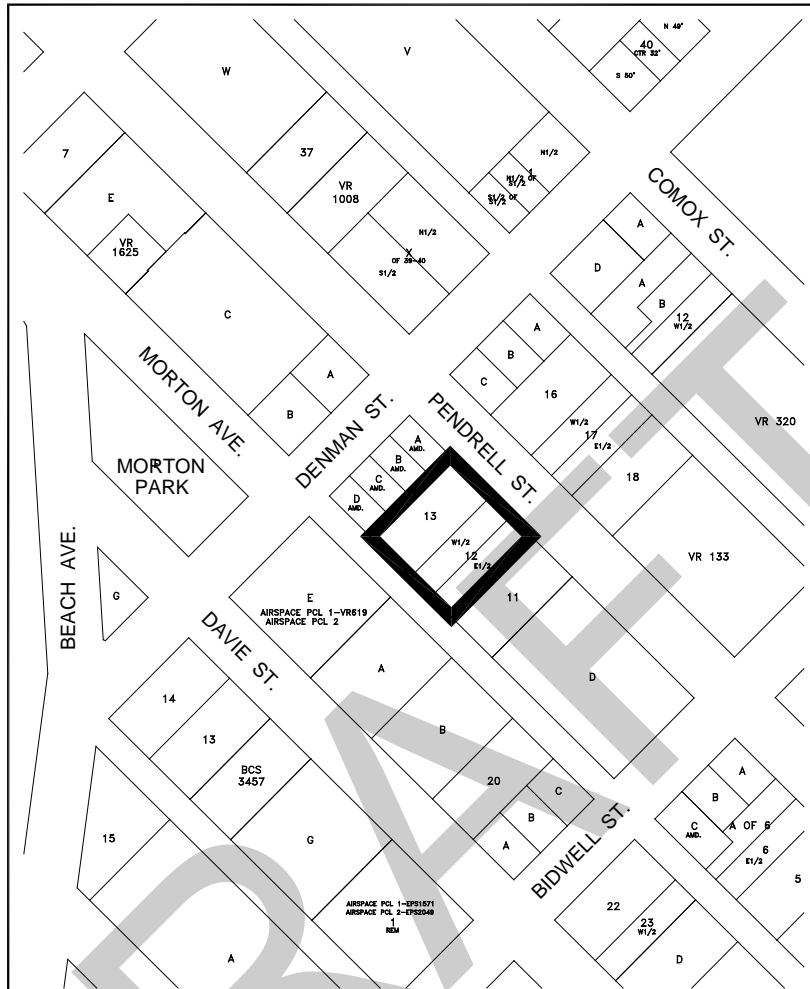 N 49'
40
CTR 32'
S 50'
V
W
N1/2
1
N1/2 OF
S1/2
S1/2 OF
S1/2
7
37
VR
1008
E
COMOX ST.
N1/2
X
OF 39-40
S1/2
VR
1625
A
D
A
B
12
W1/2
C
A
B
C
A
B
MORTON AVE.
DENMAN ST.
PENDRELL ST.
16
W1/2
17
E1/2
18
VR 320
A
AMD.
B
AMD.
C
AMD.
D
AMD.
MORTON
PARK
13
W1/2
12
E1/2
VR 133
BEACH AVE.
G
E
AIRSPACE PCL 1-VR619
AIRSPACE PCL 2
11
DAVIE ST.
A
D
14
B
13
BCS
3457
20
C
B
A
A
B
C
AMD.
A OF 6
6
E1/2
5
15
G
BIDWELL ST.
AIRSPACE PCL 1-EPS1571
AIRSPACE PCL 2-EPS2049
1
REM
22
23
W1/2
D
A